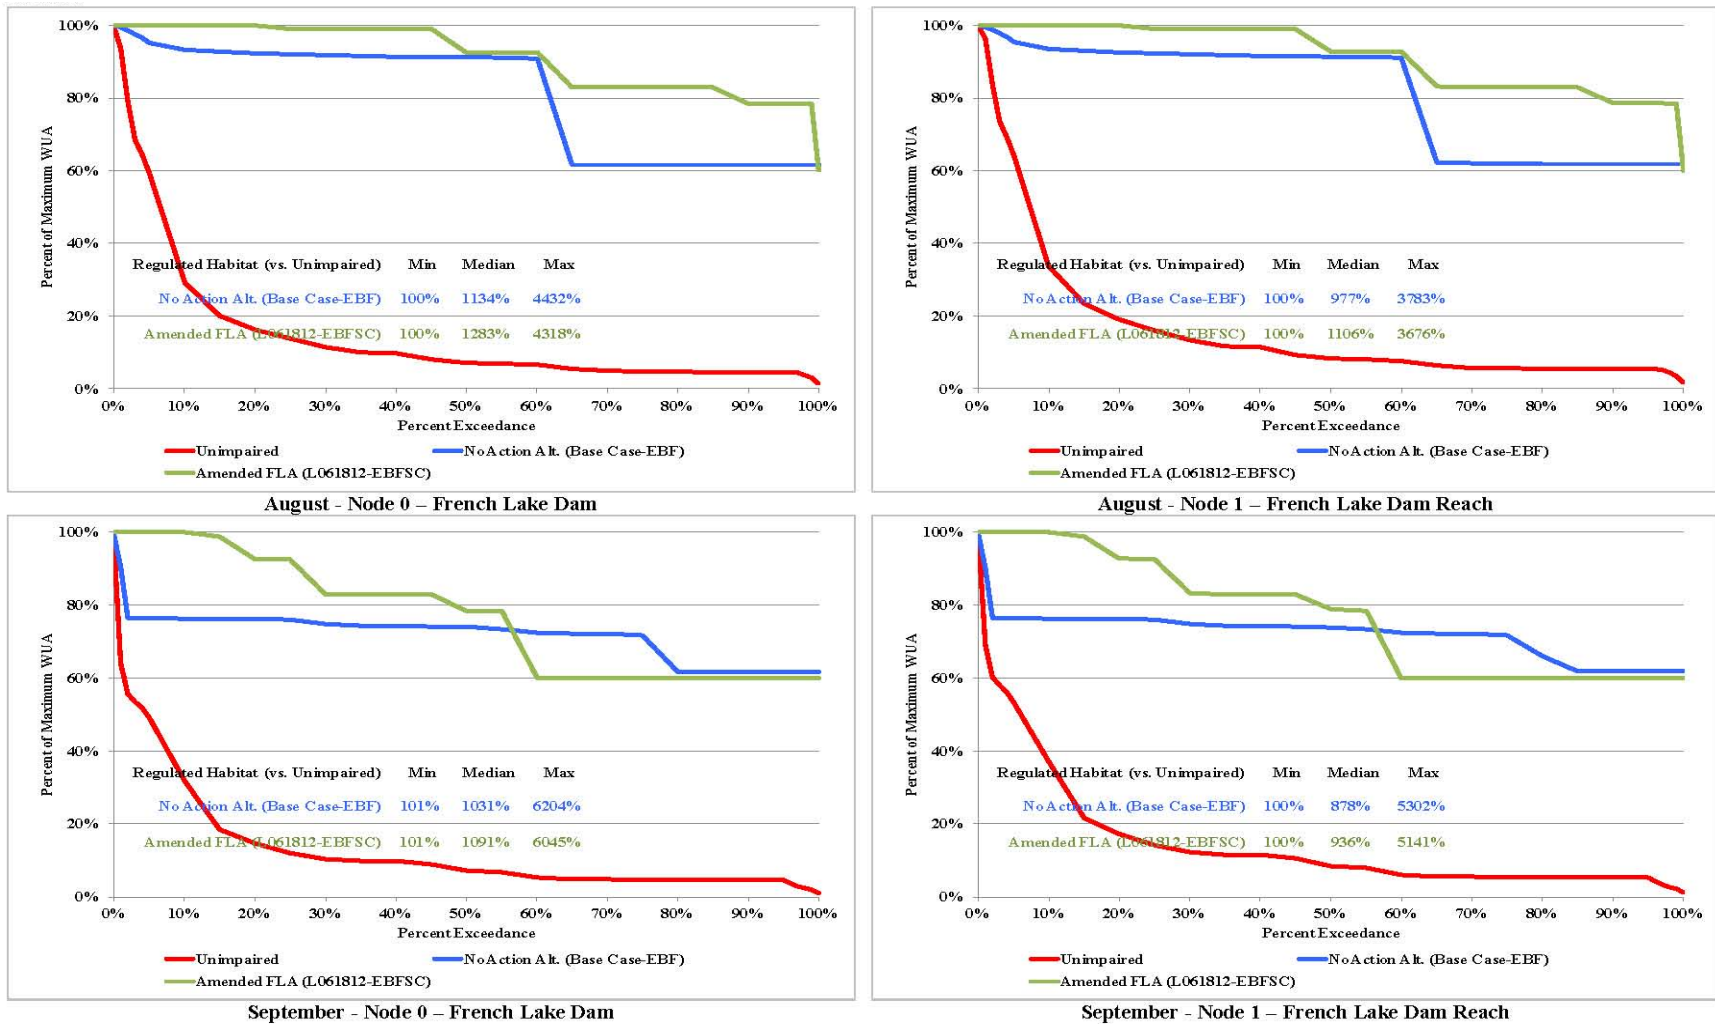 100%
80%
60%
40%
20%
0%
Percent of Maximum WUA
Regulated Habitat (vs. Unimpaired) Min Median Max
No Action Alt. (Base Case-EBF) 100% 1134% 4432%
Amended FLA (L061812-EBFSC) 100% 1283% 4318%
0% 10% 20% 30% 40% 50% 60% 70% 80% 90% 100%
Percent Exceedance
Unimpaired
No Action Alt. (Base Case-EBF)
Amended FLA (L061812-EBFSC)
August - Node 0 – French Lake Dam
100%
80%
60%
40%
20%
0%
Percent of Maximum WUA
Regulated Habitat (vs. Unimpaired) Min Median Max
No Action Alt. (Base Case-EBF) 100% 977% 3783%
Amended FLA (L061812-EBFSC) 100% 1106% 3676%
0% 10% 20% 30% 40% 50% 60% 70% 80% 90% 100%
Percent Exceedance
Unimpaired
No Action Alt. (Base Case-EBF)
Amended FLA (L061812-EBFSC)
August - Node 1 – French Lake Dam Reach
100%
80%
60%
40%
20%
0%
Percent of Maximum WUA
Regulated Habitat (vs. Unimpaired) Min Median Max
No Action Alt. (Base Case-EBF) 101% 1031% 6204%
Amended FLA (L061812-EBFSC) 101% 1091% 6045%
0% 10% 20% 30% 40% 50% 60% 70% 80% 90% 100%
Percent Exceedance
Unimpaired
No Action Alt. (Base Case-EBF)
Amended FLA (L061812-EBFSC)
September - Node 0 – French Lake Dam
100%
80%
60%
40%
20%
0%
Percent of Maximum WUA
Regulated Habitat (vs. Unimpaired) Min Median Max
No Action Alt. (Base Case-EBF) 100% 878% 5302%
Amended FLA (L061812-EBFSC) 100% 936% 5141%
0% 10% 20% 30% 40% 50% 60% 70% 80% 90% 100%
Percent Exceedance
Unimpaired
No Action Alt. (Base Case-EBF)
Amended FLA (L061812-EBFSC)
September - Node 1 – French Lake Dam Reach